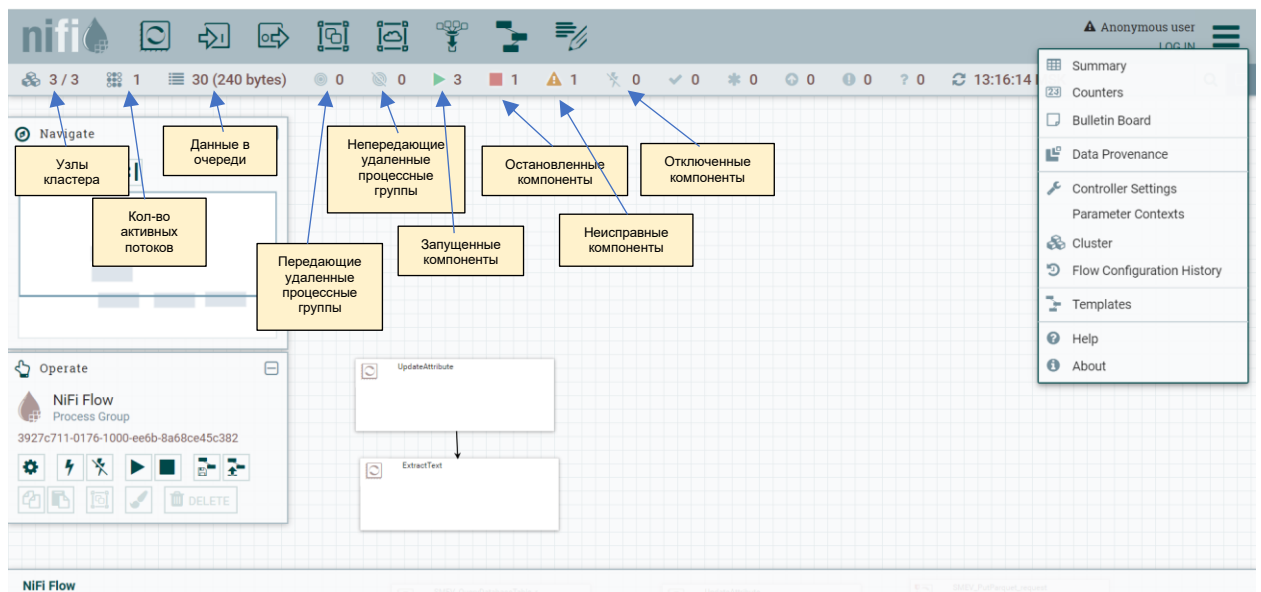 nifi
Anonymous user
LOG IN
3 / 3
1
30 (240 bytes)
0
0
3
1
1
0
0
0
0
0
? 0
13:16:14
Summary
23
Counters
Bulletin Board
Data Provenance
Controller Settings
Parameter Contexts
Cluster
Flow Configuration History
Templates
Help
About
Navigate
Узлы
кластера
Данные в
очереди
Непередающие
удаленные
процессные
группы
Остановленные
компоненты
Отключенные
компоненты
Кол-во
активных
потоков
Передающие
удаленные
процессные
группы
Запущенные
компоненты
Неисправные
компоненты
Operate
NiFi Flow
Process Group
3927c711-0176-1000-ee6b-8a68ce45c382
DELETE
UpdateAttribute
ExtractText
NiFi Flow